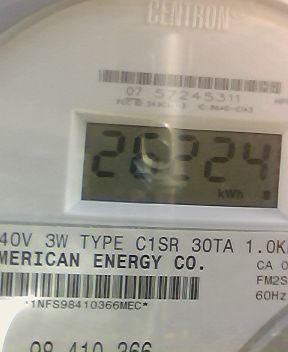 CENTRON
07 57245311
28224
kWh
40V 3W TYPE C1SR 30TA 1.0K
MERICAN ENERGY CO.
CA 0
FM2S
60Hz
*1NFS98410366MEC*
98 410 366